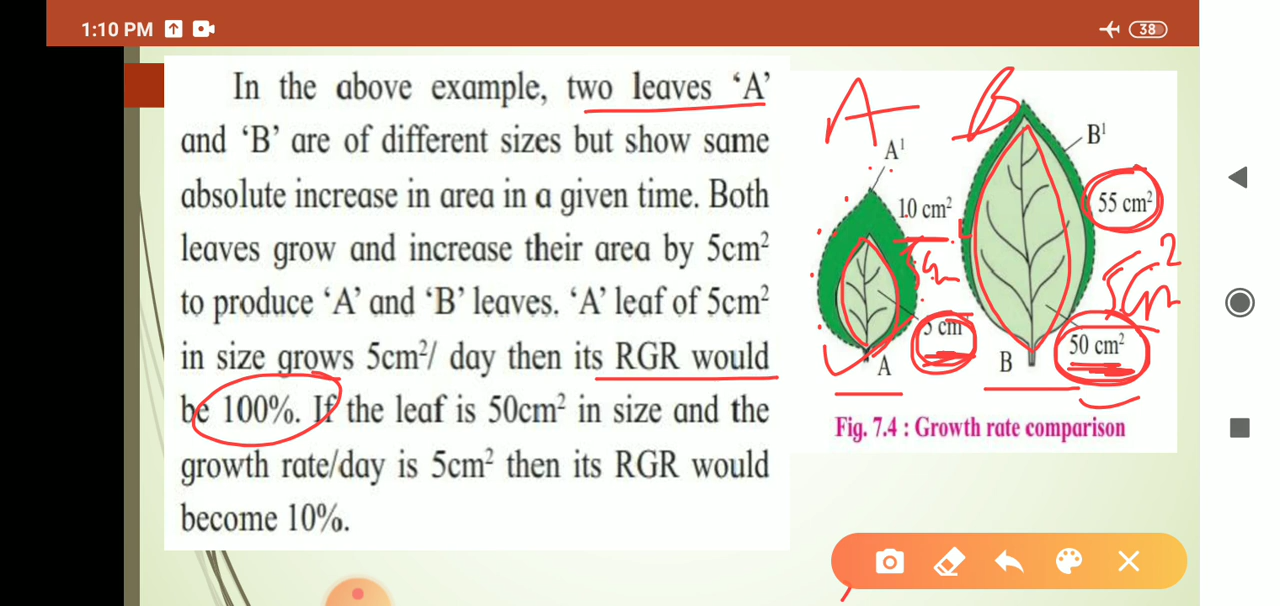 1:10 PM
38
In the above example, two leaves ‘A’
and ‘B’ are of different sizes but show same
absolute increase in area in a given time. Both
leaves grow and increase their area by 5cm²
to produce ‘A’ and ‘B’ leaves. ‘A’ leaf of 5cm²
in size grows 5cm²/ day then its RGR would
be 100%. If the leaf is 50cm² in size and the
growth rate/day is 5cm² then its RGR would
become 10%.
A
B
A¹
B¹
10 cm²
55 cm²
5cm²
5 cm
50 cm²
A
B
Fig. 7.4 : Growth rate comparison